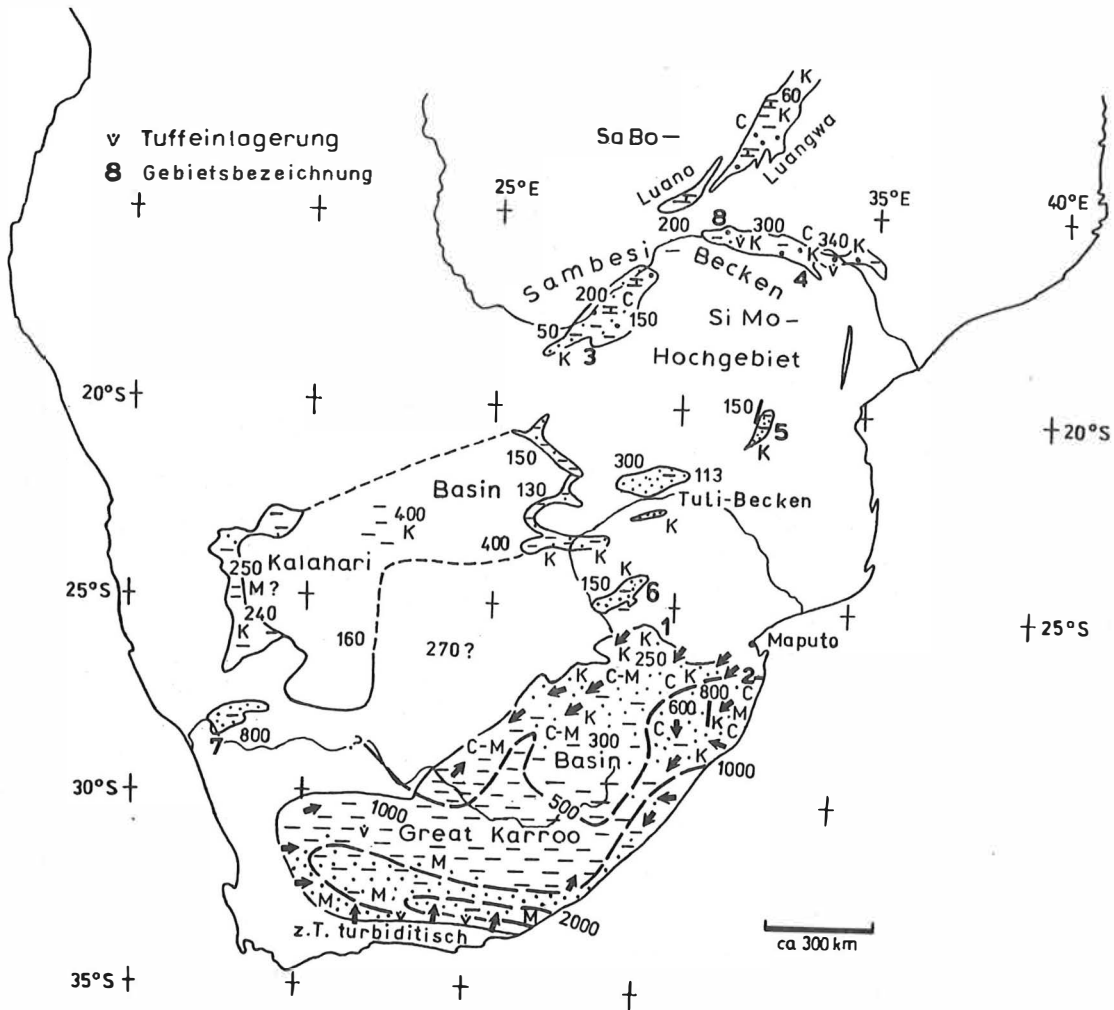 v Tuffeinlagerung
8 Gebietsbezeichnung
K
60
K
C
SaBo—
Luangwa
Luano
25°E
35°E
40°E
200
8
300
C
340
K
v K
K
v
4
Sambesi
Becken
200
C
150
50
K
3
SiMo—
Hochgebiet
20°S
20°S
150
5
K
150
300
113
Basin
130
Tuli-Becken
K
400
K
400
K
K
Kalahari
250
M?
25°S
240
K
K
150
6
160
270?
1
25°S
Maputo
K
K
250
K
C-M
C
K
2
800
C
K
600
M
K
C
C
C-M
C-M
300
Basin
K
1000
7
800
30°S
500
1000
Great Karroo
v
M
M
M
v
v
M
2000
z.T. turbiditisch
ca 300 km
35°S